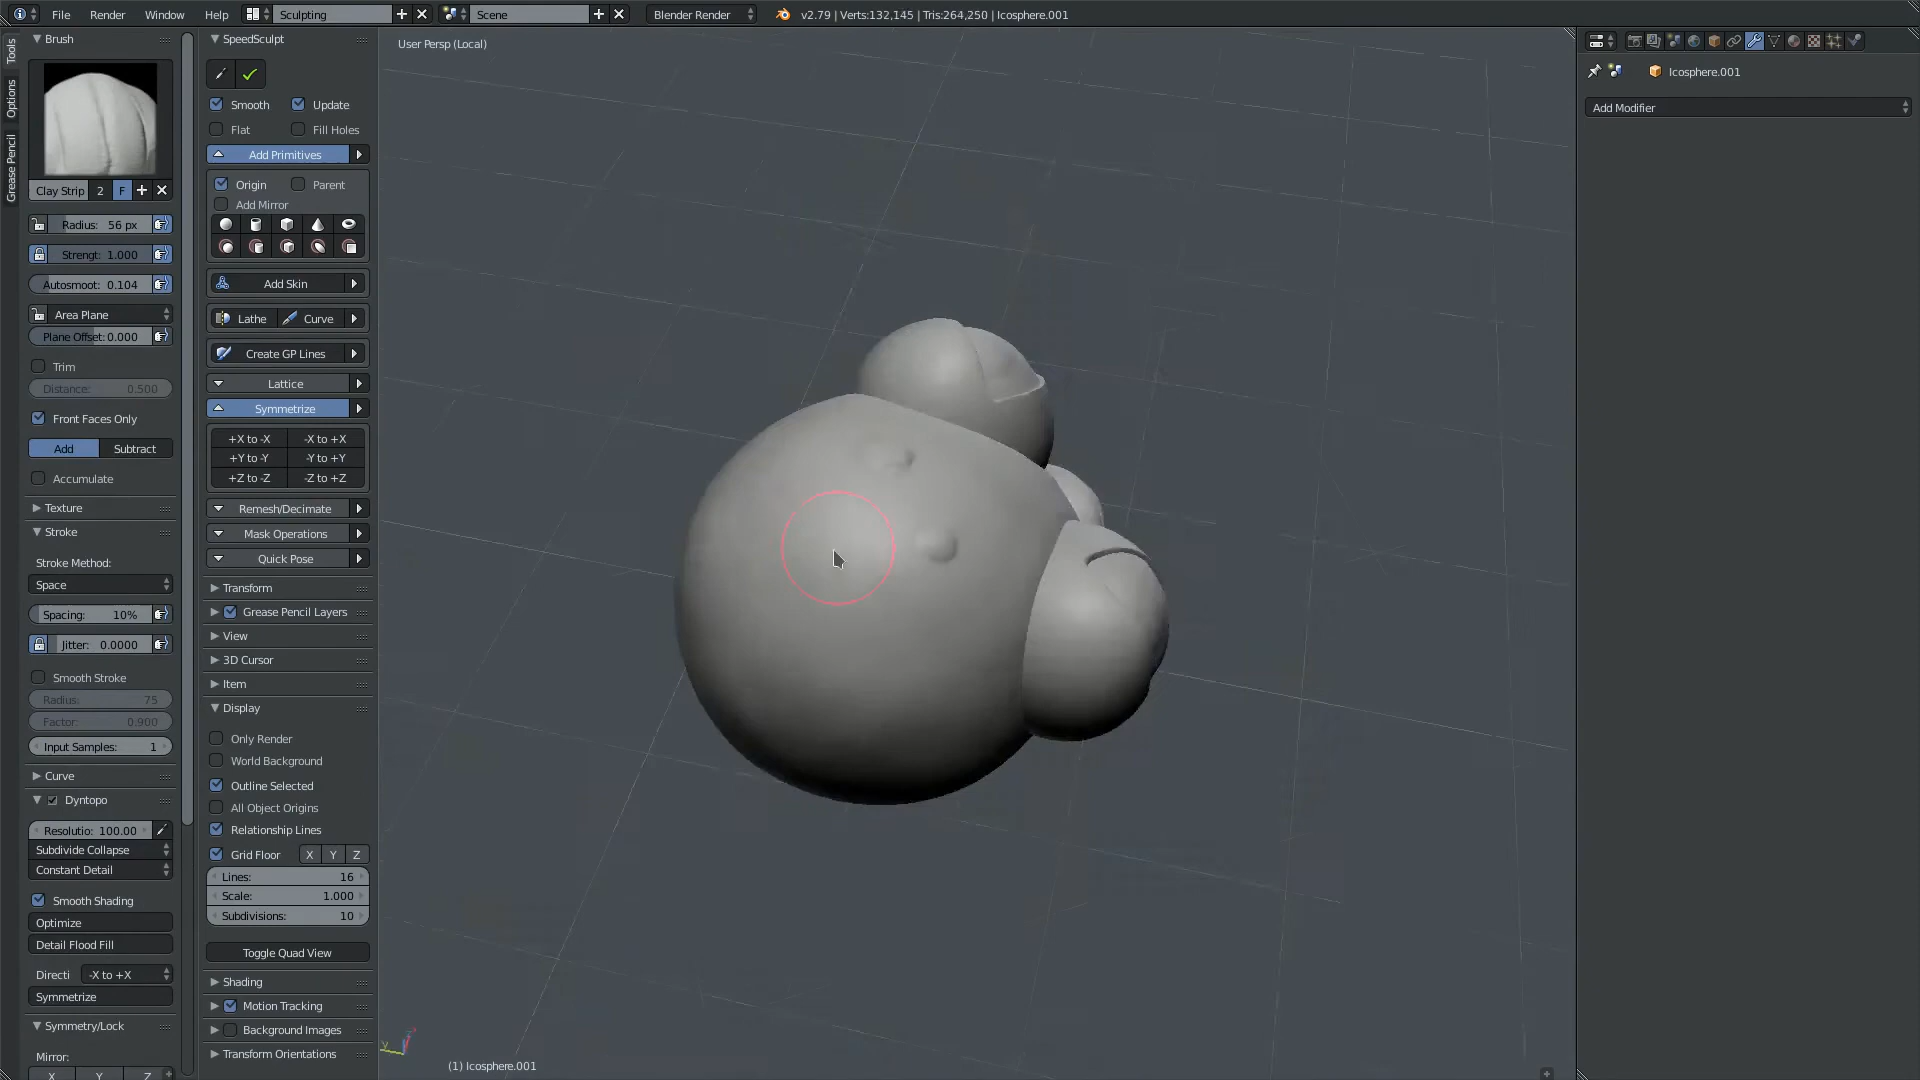 File Render Window Help Sculpting Scene Blender Render v2.79 | Verts:132,145 | Tris:264,250 | Icosphere.001
Tools
Options
Grease Pencil
Brush
Clay Strip 2 F
Radius: 56 px
Strengt: 1.000
Autosmoot: 0.104
Area Plane
Plane Offset: 0.000
Trim
Distance: 0.500
Front Faces Only
Add Subtract
Accumulate
Texture
Stroke
Stroke Method:
Space
Spacing: 10%
Jitter: 0.0000
Smooth Stroke
Radius: 75
Factor: 0.900
Input Samples: 1
Curve
Dyntopo
Resolutio: 100.00
Subdivide Collapse
Constant Detail
Smooth Shading
Optimize
Detail Flood Fill
Directi -X to +X
Symmetrize
Symmetry/Lock
Mirror:
X Y Z
SpeedSculpt
Smooth Update
Flat Fill Holes
Add Primitives
Origin Parent
Add Mirror
Add Skin
Lathe Curve
Create GP Lines
Lattice
Symmetrize
+X to -X -X to +X
+Y to -Y -Y to +Y
+Z to -Z -Z to +Z
Remesh/Decimate
Mask Operations
Quick Pose
Transform
Grease Pencil Layers
View
3D Cursor
Item
Display
Only Render
World Background
Outline Selected
All Object Origins
Relationship Lines
Grid Floor X Y Z
Lines: 16
Scale: 1.000
Subdivisions: 10
Toggle Quad View
Shading
Motion Tracking
Background Images
Transform Orientations
User Persp (Local)
(1) Icosphere.001
Icosphere.001
Add Modifier